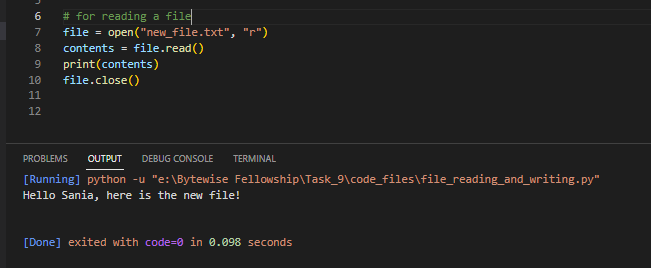 6 # for reading a file
7 file = open("new_file.txt", "r")
8 contents = file.read()
9 print(contents)
10 file.close()
11
12
PROBLEMS OUTPUT DEBUG CONSOLE TERMINAL
[Running] python -u "e:\Bytewise Fellowship\Task_9\code_files\file_reading_and_writing.py"
Hello Sania, here is the new file!
[Done] exited with code=0 in 0.098 seconds